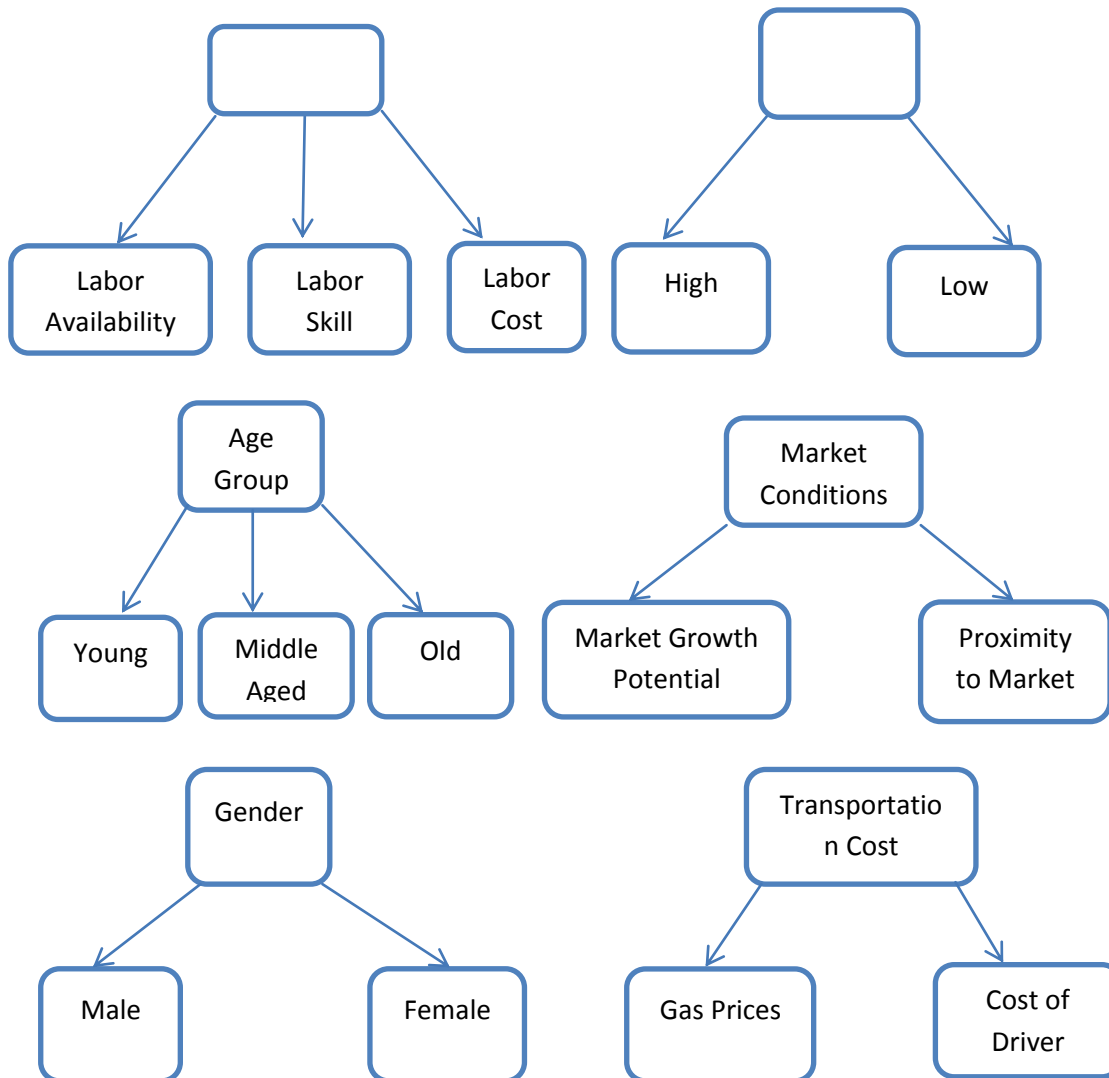 Labor
Availability
Labor
Skill
Labor
Cost
High
Low
Age
Group
Market
Conditions
Young
Middle
Aged
Old
Market Growth
Potential
Proximity
to Market
Gender
Transportatio
n Cost
Male
Female
Gas Prices
Cost of
Driver